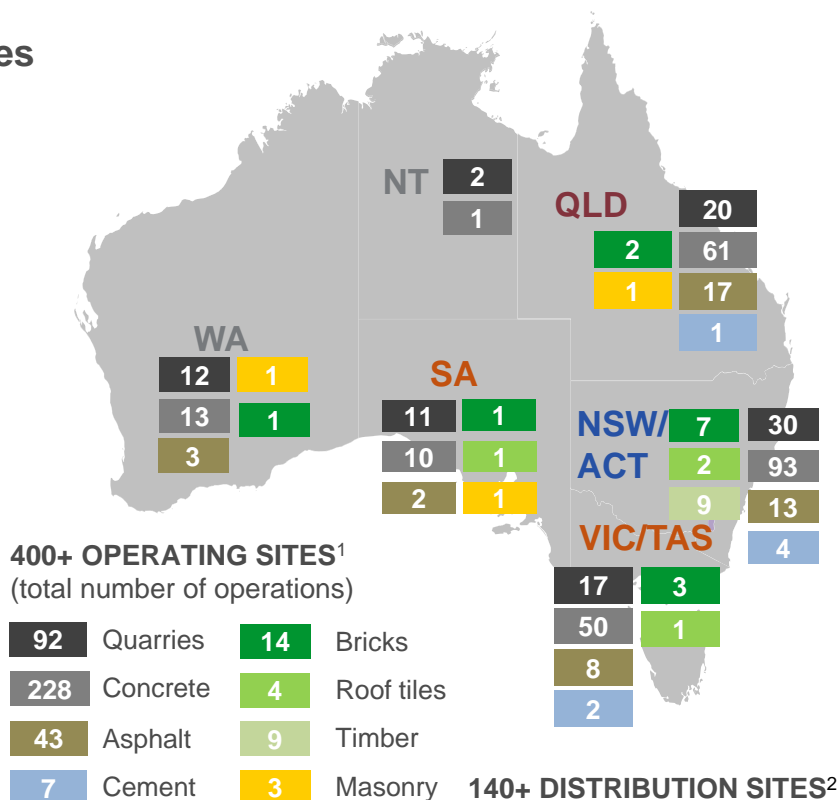 es
NT
2
1
QLD
20
2
61
1
17
1
WA
12
1
13
1
3
SA
11
1
10
1
2
1
NSW/
ACT
7
30
2
93
9
13
4
VIC/TAS
17
3
50
1
8
2
400+ OPERATING SITES1
(total number of operations)
92 Quarries 14 Bricks
228 Concrete 4 Roof tiles
43 Asphalt 9 Timber
7 Cement 3 Masonry
140+ DISTRIBUTION SITES2